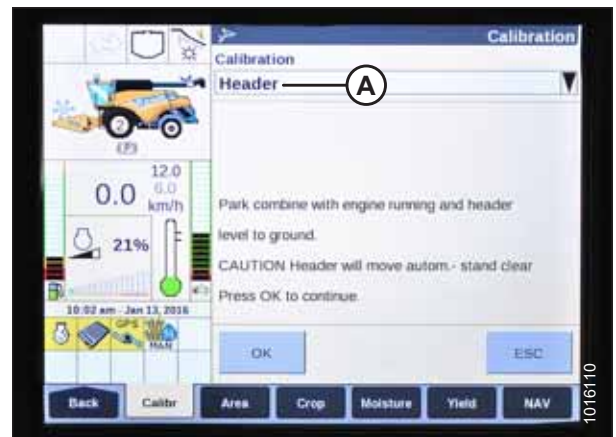 Calibration
Calibration
Header
A
12.0
6.0
0.0 km/h
21%
10:02 am Jan 13, 2016
GPS
MAN
Park combine with engine running and header
level to ground.
CAUTION Header will move autom.- stand clear
Press OK to continue
OK
ESC
Back
Calibr
Area
Crop
Moisture
Yield
NAV
1016110